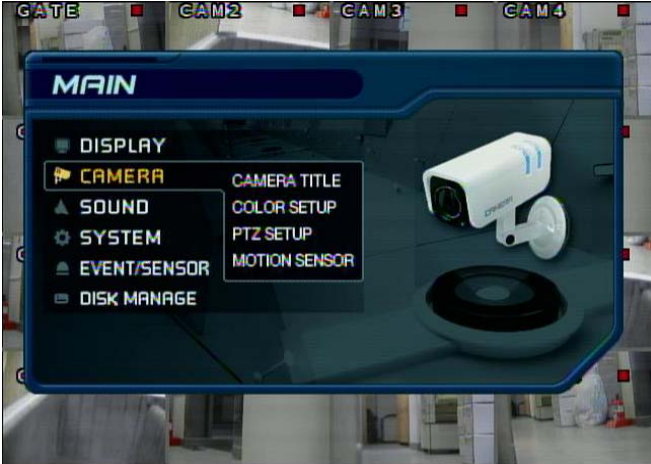 GATE CAM2 CAM3 CAM4
MAIN
DISPLAY
CAMERA
CAMERA TITLE
SOUND
COLOR SETUP
SYSTEM
PTZ SETUP
EVENT/SENSOR
MOTION SENSOR
DISK MANAGE
CAMERA